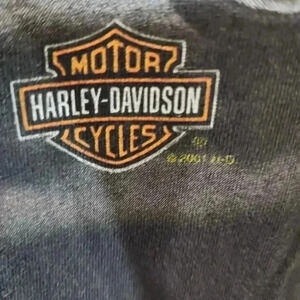 MOTOR
HARLEY-DAVIDSON
CYCLES
© 2001 H-D.